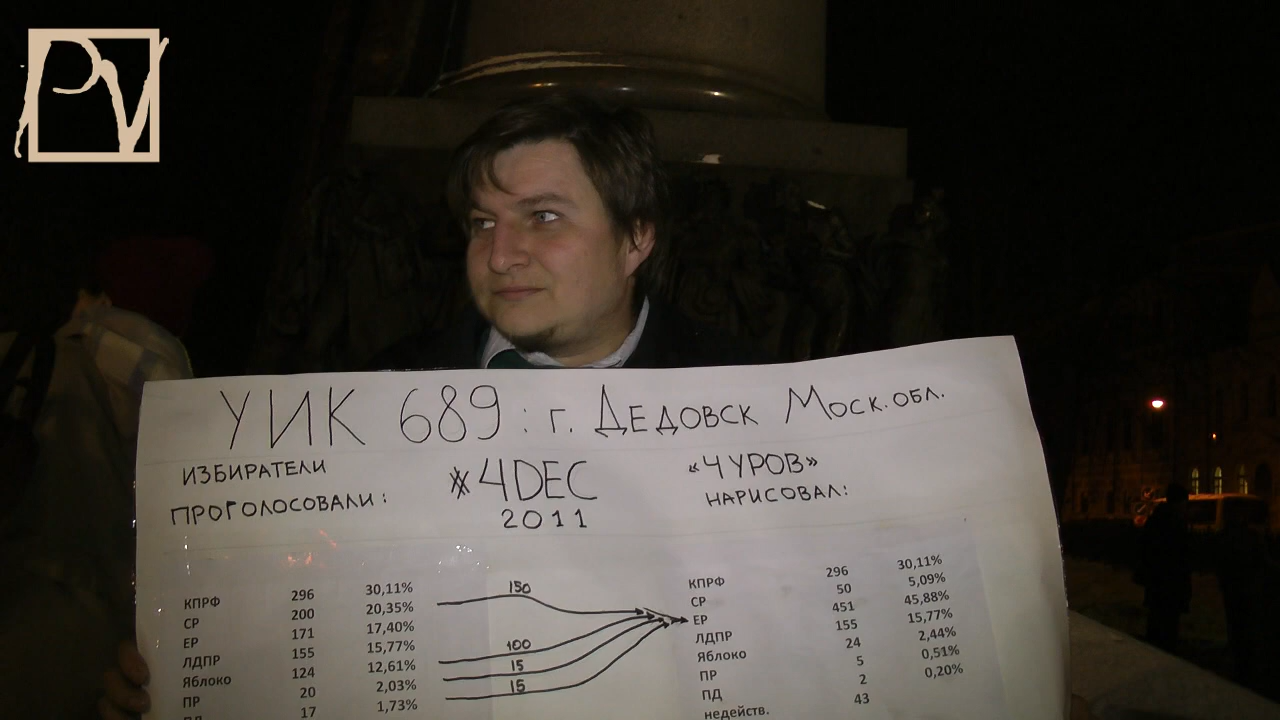 PV
УИК 689: г. Дедовск Моск. обл.
ИЗБИРАТЕЛИ
ПРОГОЛОСОВАЛИ:
#4DEC
2011
«ЧУРОВ»
НАРИСОВАЛ:
КПРФ 296 30,11%
СР 200 20,35%
ЕР 171 17,40%
ЛДПР 155 15,77%
Яблоко 124 12,61%
ПР 20 2,03%
ПД 17 1,73%
150
100
15
15
КПРФ 296 30,11%
СР 50 5,09%
ЕР 451 45,88%
ЛДПР 155 15,77%
Яблоко 24 2,44%
ПР 5 0,51%
ПД 2 0,20%
недейств. 43